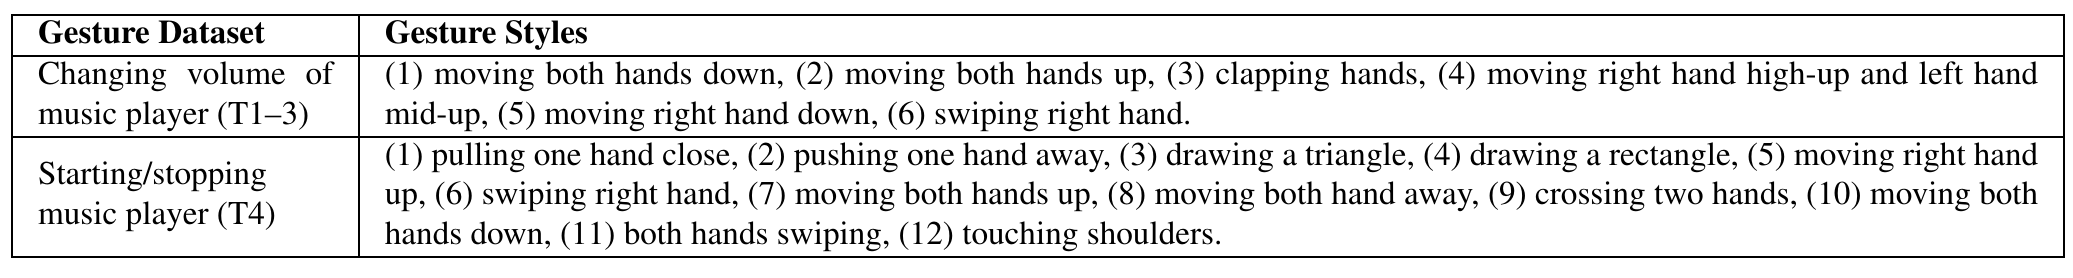 Gesture Dataset
Gesture Styles
Changing volume of
music player (T1–3)
(1) moving both hands down, (2) moving both hands up, (3) clapping hands, (4) moving right hand high-up and left hand
mid-up, (5) moving right hand down, (6) swiping right hand.
Starting/stopping
music player (T4)
(1) pulling one hand close, (2) pushing one hand away, (3) drawing a triangle, (4) drawing a rectangle, (5) moving right hand
up, (6) swiping right hand, (7) moving both hands up, (8) moving both hand away, (9) crossing two hands, (10) moving both
hands down, (11) both hands swiping, (12) touching shoulders.